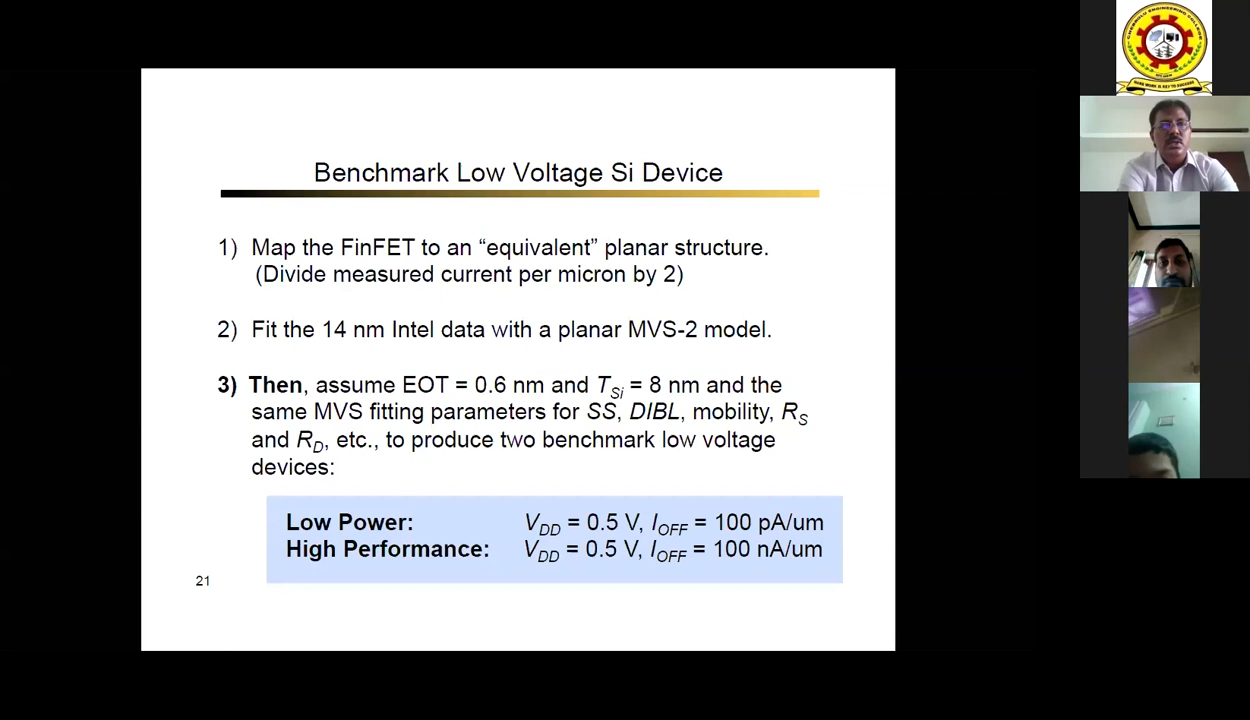 Benchmark Low Voltage Si Device
1) Map the FinFET to an “equivalent” planar structure.
(Divide measured current per micron by 2)
2) Fit the 14 nm Intel data with a planar MVS-2 model.
3) Then, assume EOT = 0.6 nm and TSi = 8 nm and the
same MVS fitting parameters for SS, DIBL, mobility, RS
and RD, etc., to produce two benchmark low voltage
devices:
Low Power: VDD = 0.5 V, IOFF = 100 pA/um
High Performance: VDD = 0.5 V, IOFF = 100 nA/um
21